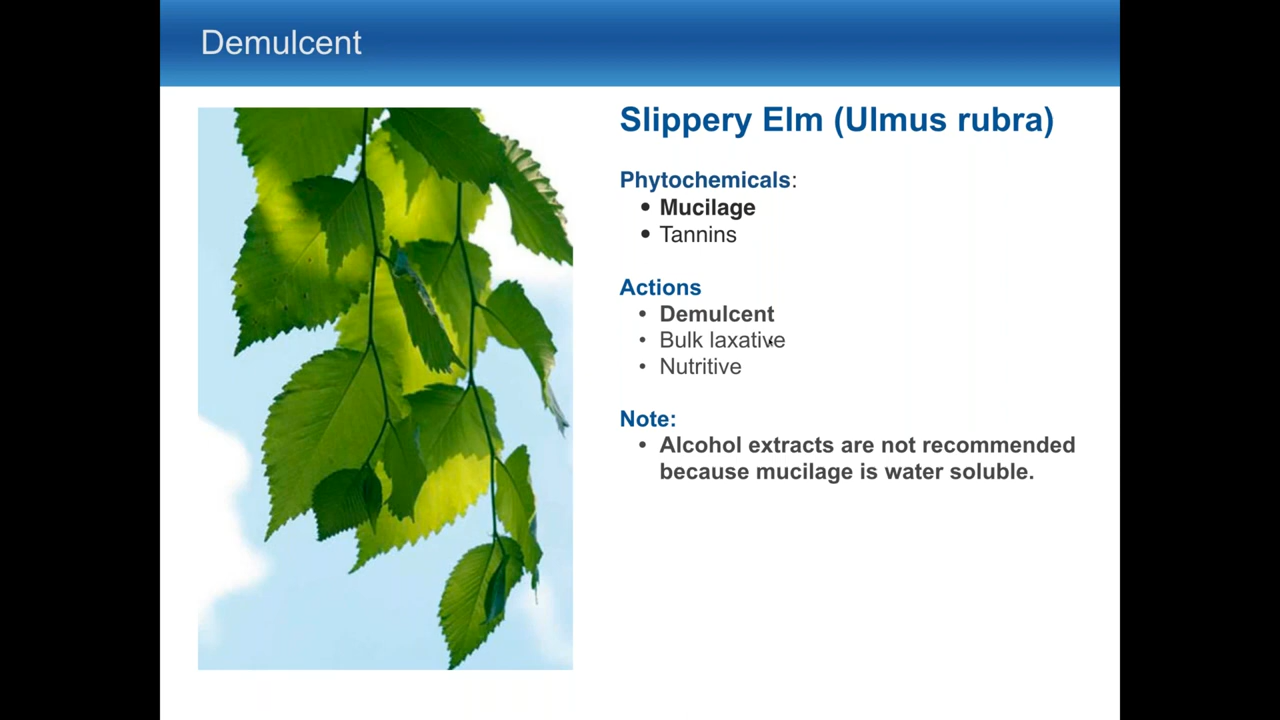 Demulcent
Slippery Elm (Ulmus rubra)
Phytochemicals:
• Mucilage
• Tannins
Actions
• Demulcent
• Bulk laxative
• Nutritive
Note:
• Alcohol extracts are not recommended
because mucilage is water soluble.